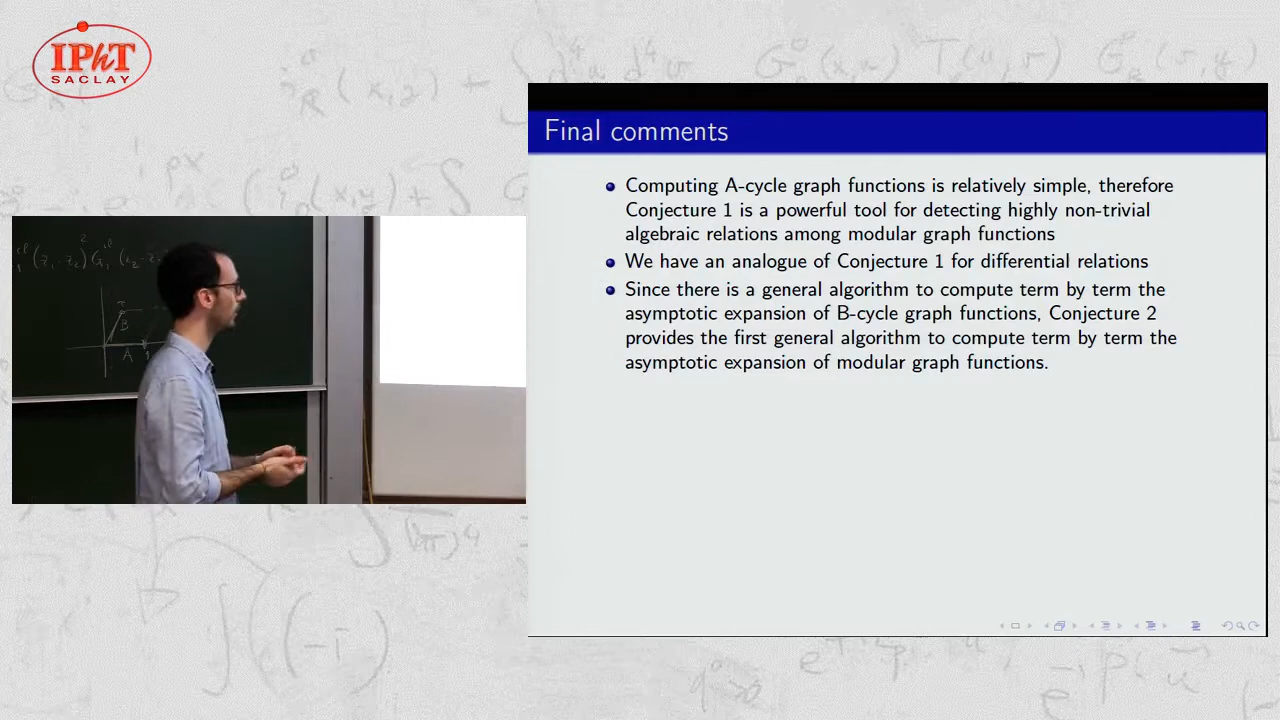 IPhT
SACLAY
Final comments
Computing A-cycle graph functions is relatively simple, therefore
Conjecture 1 is a powerful tool for detecting highly non-trivial
algebraic relations among modular graph functions
We have an analogue of Conjecture 1 for differential relations
Since there is a general algorithm to compute term by term the
asymptotic expansion of B-cycle graph functions, Conjecture 2
provides the first general algorithm to compute term by term the
asymptotic expansion of modular graph functions.
B
A